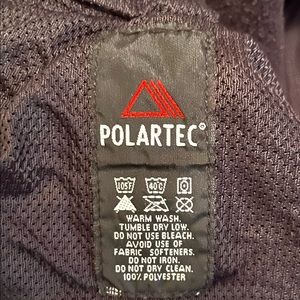 POLARTEC®
105F 40C
WARM WASH.
TUMBLE DRY LOW.
DO NOT USE BLEACH.
AVOID USE OF
FABRIC SOFTENERS.
DO NOT IRON.
DO NOT DRY CLEAN.
100% POLYESTER